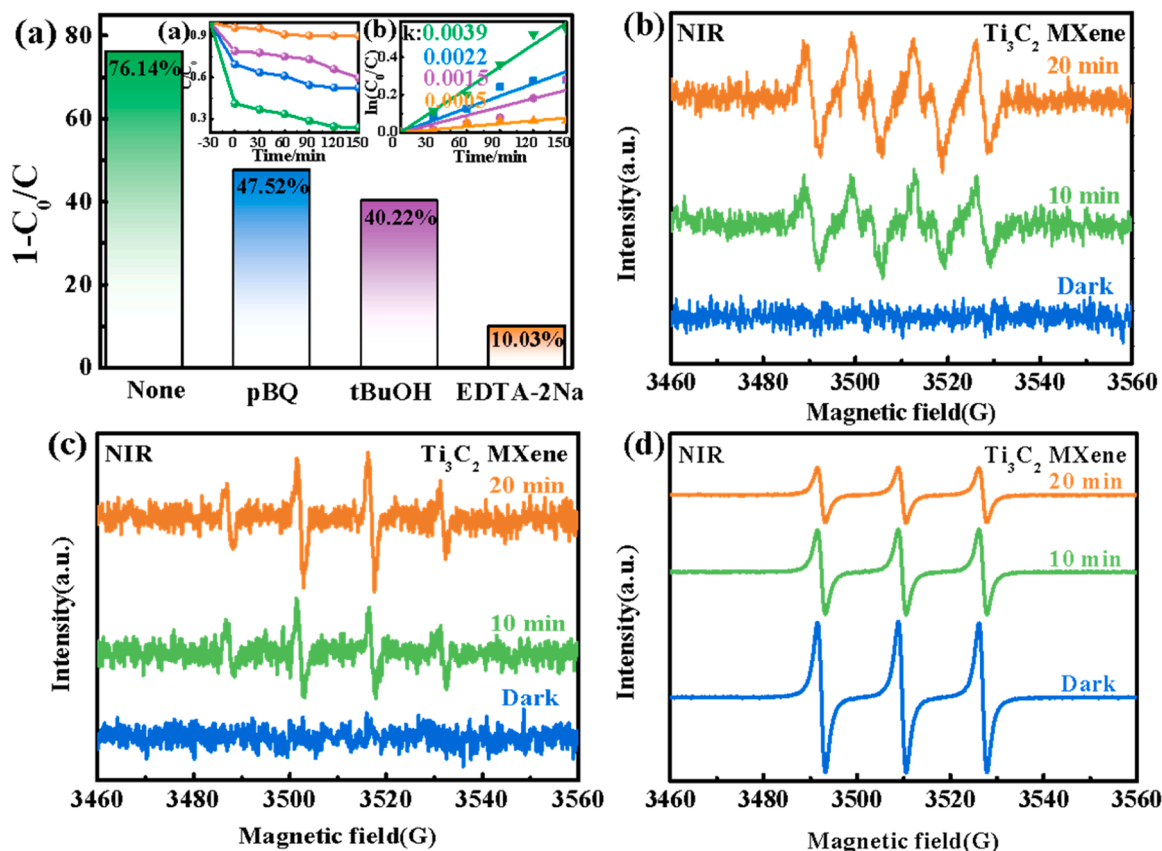 (a)
80
60
40
20
0
1-C₀/C
76.14%
47.52%
40.22%
10.03%
None pBQ tBuOH EDTA-2Na
(a)
0.9
0.6
0.3
-30 0 30 60 90 120 150
Time/min
(b)
k:0.0039
0.0022
0.0015
0.0005
ln(C₀/C)
0.4
0.2
0.0
30 60 90 120 150
Time/min
(b)
NIR
Ti₃C₂ MXene
20 min
10 min
Dark
Intensity(a.u.)
3460 3480 3500 3520 3540 3560
Magnetic field(G)
(c)
NIR
Ti₃C₂ MXene
20 min
10 min
Dark
Intensity(a.u.)
3460 3480 3500 3520 3540 3560
Magnetic field(G)
(d)
NIR
Ti₃C₂ MXene
20 min
10 min
Dark
Intensity(a.u.)
3460 3480 3500 3520 3540 3560
Magnetic field(G)